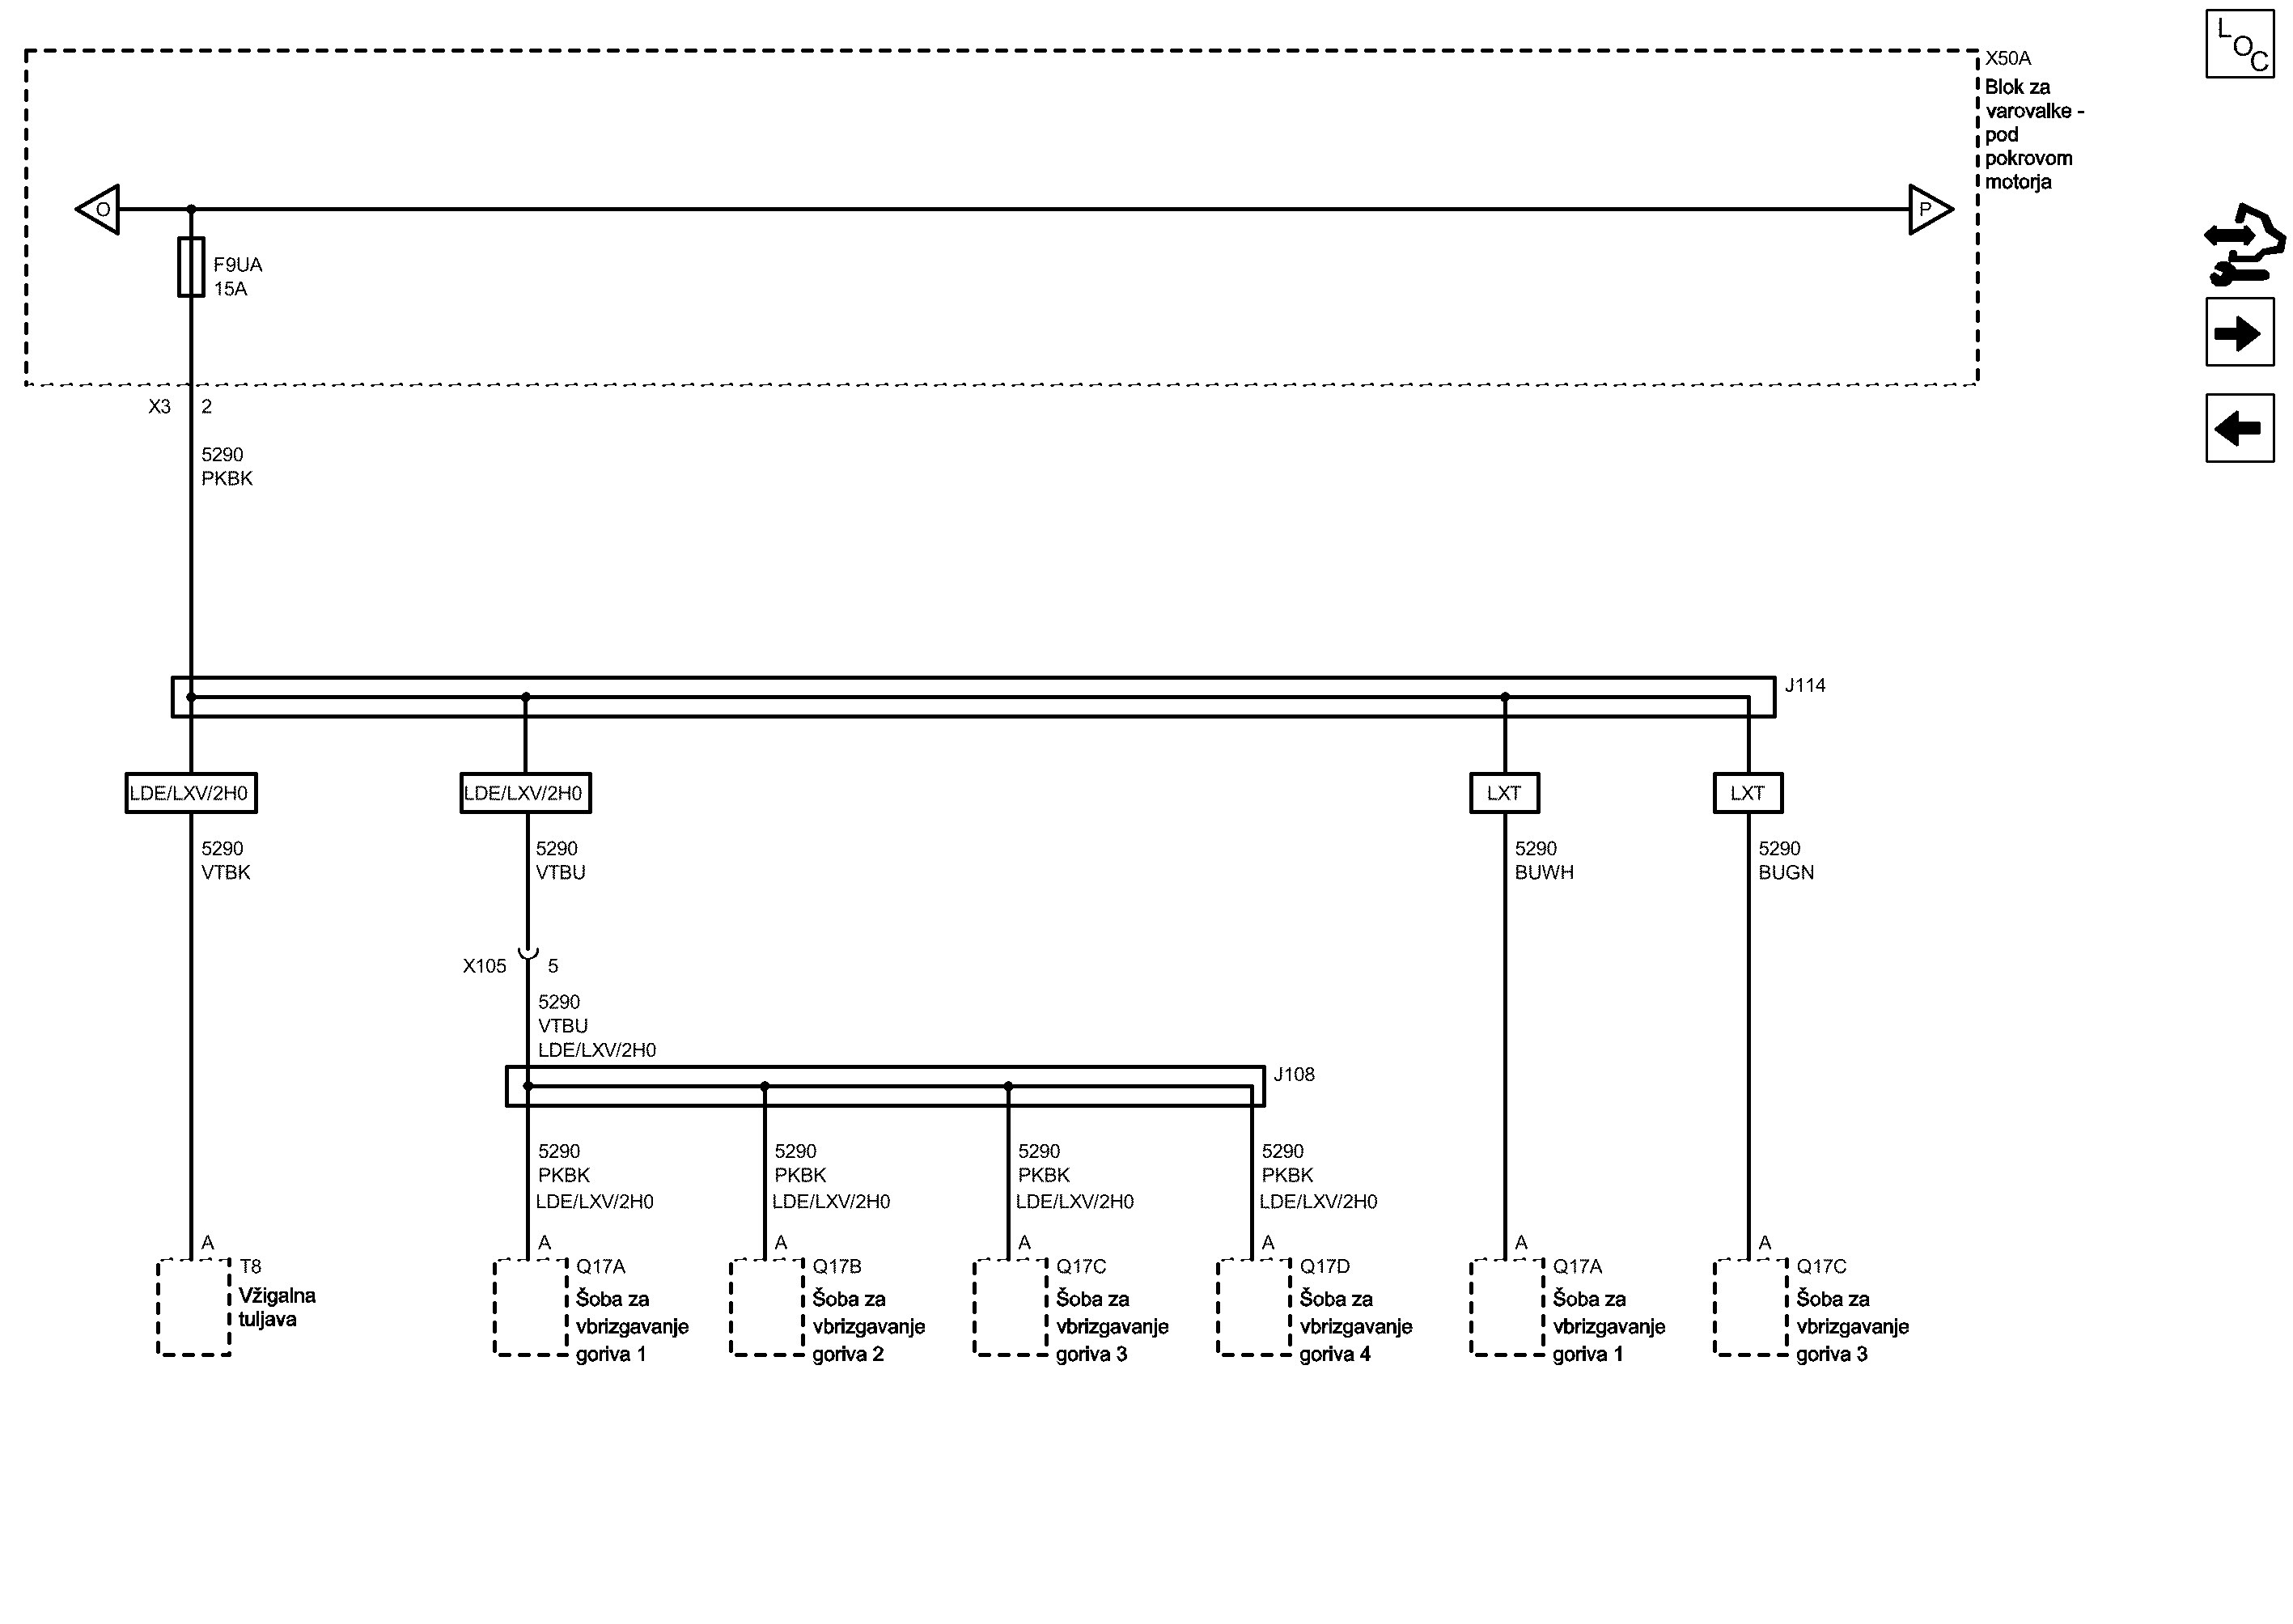 LOC
X50A
Blok za
varovalke -
pod
pokrovom
motorja
O
P
F9UA
15A
X3 2
5290
PKBK
J114
LDE/LXV/2H0
LDE/LXV/2H0
LXT
LXT
5290
VTBK
5290
VTBU
5290
BUWH
5290
BUGN
X105 5
5290
VTBU
LDE/LXV/2H0
J108
5290
PKBK
LDE/LXV/2H0
5290
PKBK
LDE/LXV/2H0
5290
PKBK
LDE/LXV/2H0
5290
PKBK
LDE/LXV/2H0
A
T8
Vžigalna
tuljava
A
Q17A
Šoba za
vbrizgavanje
goriva 1
A
Q17B
Šoba za
vbrizgavanje
goriva 2
A
Q17C
Šoba za
vbrizgavanje
goriva 3
A
Q17D
Šoba za
vbrizgavanje
goriva 4
A
Q17A
Šoba za
vbrizgavanje
goriva 1
A
Q17C
Šoba za
vbrizgavanje
goriva 3